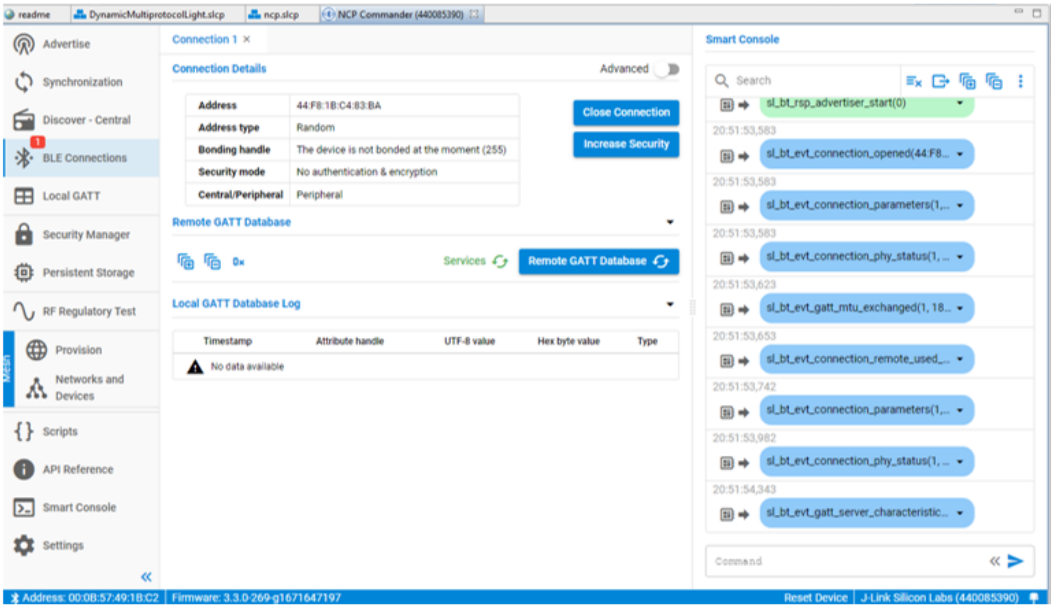 readme DynamicMultiprotocolLight.slcp ncp.slcp NCP Commander (440085390)
Advertise
Synchronization
Discover - Central
1
BLE Connections
Local GATT
Security Manager
Persistent Storage
RF Regulatory Test
Mesh
Provision
Networks and
Devices
Scripts
API Reference
Smart Console
Settings
Connection 1 ×
Connection Details
Advanced
Address 44:F8:1B:C4:83:BA
Address type Random
Bonding handle The device is not bonded at the moment (255)
Security mode No authentication & encryption
Central/Peripheral Peripheral
Close Connection
Increase Security
Remote GATT Database
Services
Remote GATT Database
Local GATT Database Log
Timestamp Attribute handle UTF-8 value Hex byte value Type
No data available
Smart Console
Search
sl_bt_rsp_advertiser_start(0)
20:51:53,583
sl_bt_evt_connection_opened(44:F8...
20:51:53,583
sl_bt_evt_connection_parameters(1,...
20:51:53,583
sl_bt_evt_connection_phy_status(1, ...
20:51:53,623
sl_bt_evt_gatt_mtu_exchanged(1, 18...
20:51:53,653
sl_bt_evt_connection_remote_used_...
20:51:53,742
sl_bt_evt_connection_parameters(1,...
20:51:53,982
sl_bt_evt_connection_phy_status(1, ...
20:51:54,343
sl_bt_evt_gatt_server_characteristic...
Command
Address: 00:0B:57:49:1B:C2 Firmware: 3.3.0-269-g1671647197 Reset Device J-Link Silicon Labs (440085390)